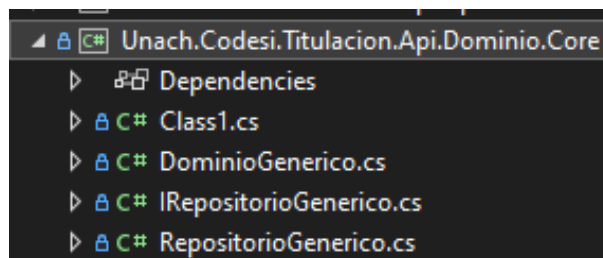 C# Unach.Codesi.Titulacion.Api.Dominio.Core
Dependencies
C# Class1.cs
C# DominioGenerico.cs
C# IRepositorioGenerico.cs
C# RepositorioGenerico.cs